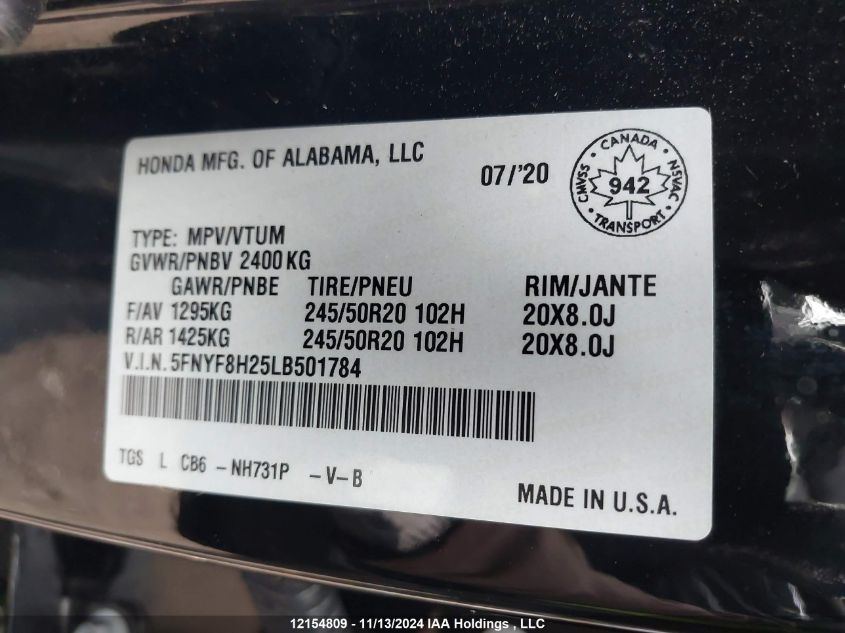 HONDA MFG. OF ALABAMA, LLC
07/'20
CANADA
CMVSS
942
NSVAC
TRANSPORT
TYPE: MPV/VTUM
GVWR/PNBV 2400KG
GAWR/PNBE TIRE/PNEU RIM/JANTE
F/AV 1295KG 245/50R20 102H 20X8.0J
R/AR 1425KG 245/50R20 102H 20X8.0J
V.I.N. 5FNYF8H25LB501784
TGS L CB6 - NH731P - V- B
MADE IN U.S.A.
12154809 - 11/13/2024 IAA Holdings , LLC